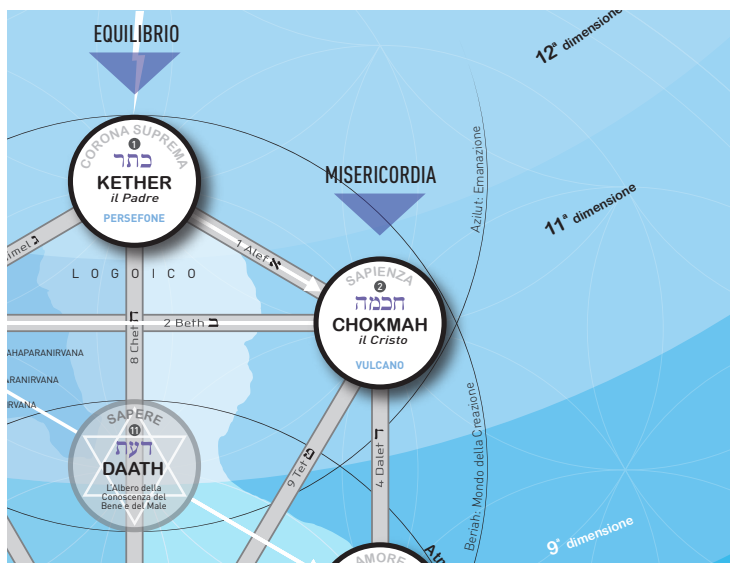 EQUILIBRIO
12ª dimensione
CORONA SUPREMA
1
כתר
KETHER
il Padre
PERSEFONE
MISERICORDIA
Azilut: Emanazione
11ª dimensione
imel ג
1 Alef א
LOGOICO
SAPIENZA
2
חכמה
CHOKMAH
il Cristo
VULCANO
8 Chet ח
2 Beth ב
AHAPARANIRVANA
ARANIRVANA
RVANA
SAPERE
11
דעת
DAATH
L'Albero della
Conoscenza del
Bene e del Male
9 Tet
4 Dalet ד
Beriah: Mondo della Creazione
9ª dimensione
AMORE